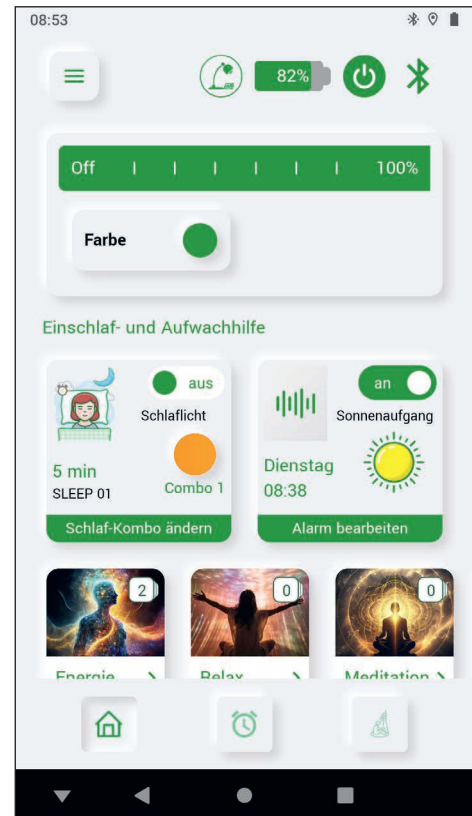 08:53
82%
Off 100%
Farbe
Einschlaf- und Aufwachhilfe
aus
Schlaflicht
5 min
SLEEP 01
Combo 1
Schlaf-Kombo ändern
an
Sonnenaufgang
Dienstag
08:38
Alarm bearbeiten
2
Energie
0
Relax
0
Meditation